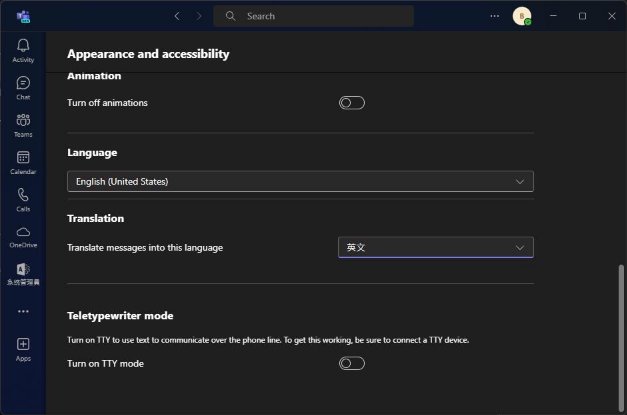 Search
B
Activity
Chat
Teams
Calendar
Calls
OneDrive
系統管理員
Apps
Appearance and accessibility
Animation
Turn off animations
Language
English (United States)
Translation
Translate messages into this language
英文
Teletypewriter mode
Turn on TTY to use text to communicate over the phone line. To get this working, be sure to connect a TTY device.
Turn on TTY mode